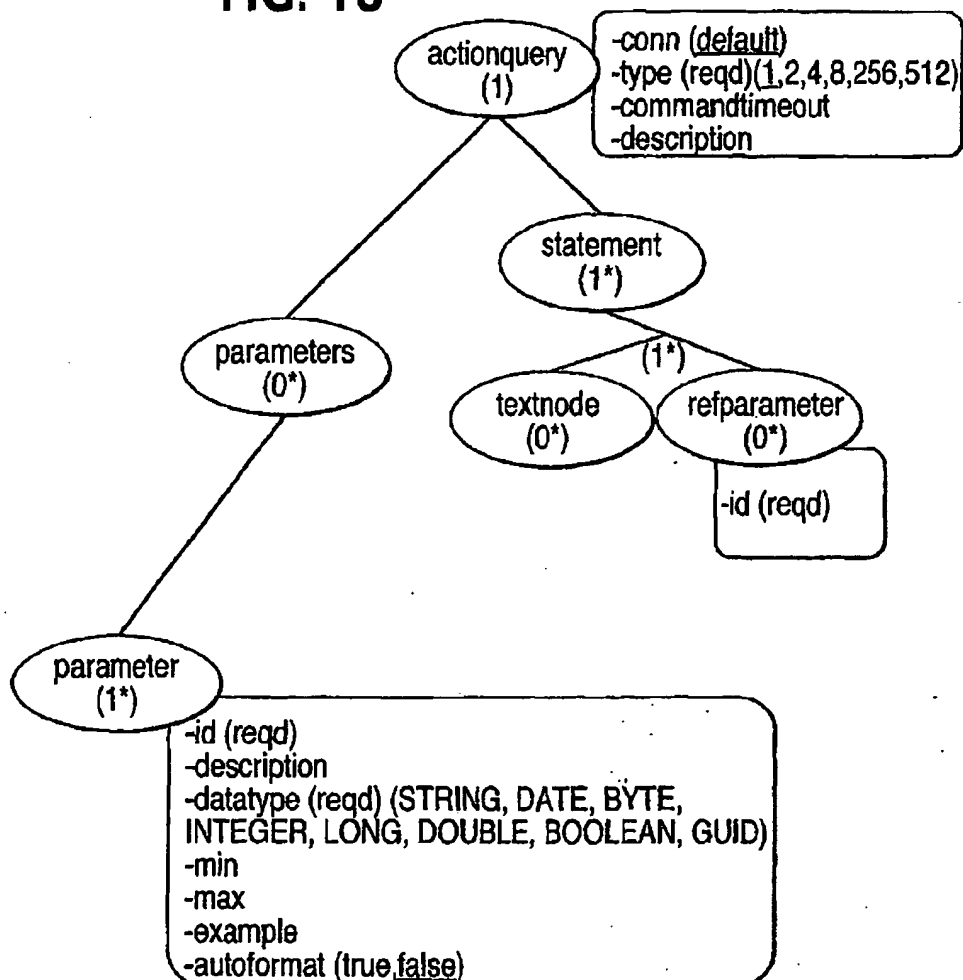 actionquery
(1)
-conn (default)
-type (reqd)(1,2,4,8,256,512)
-commandtimeout
-description
statement
(1*)
parameters
(0*)
(1*)
textnode
(0*)
refparameter
(0*)
-id (reqd)
parameter
(1*)
-id (reqd)
-description
-datatype (reqd) (STRING, DATE, BYTE,
INTEGER, LONG, DOUBLE, BOOLEAN, GUID)
-min
-max
-example
-autoformat (true,false)